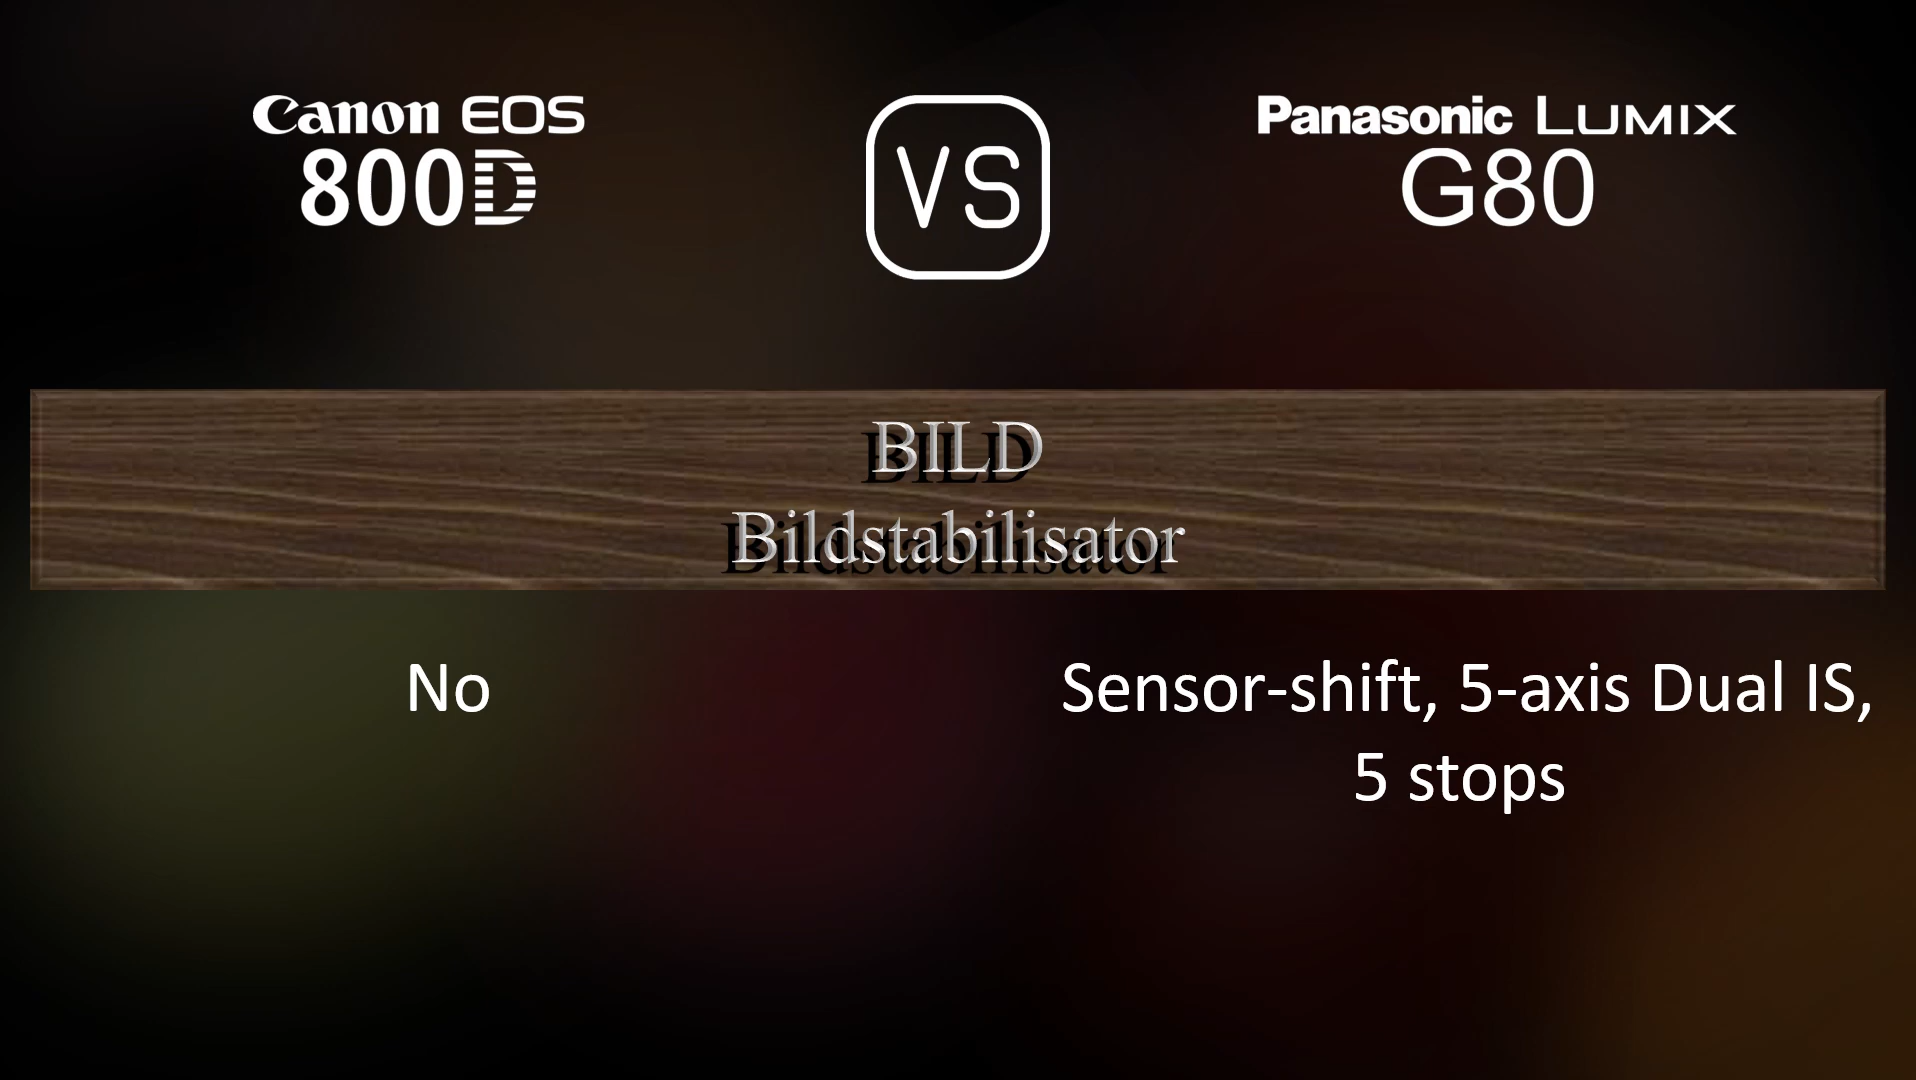 Canon EOS
800D
VS
Panasonic LUMIX
G80
BILD
Bildstabilisator
No
Sensor-shift, 5-axis Dual IS,
5 stops